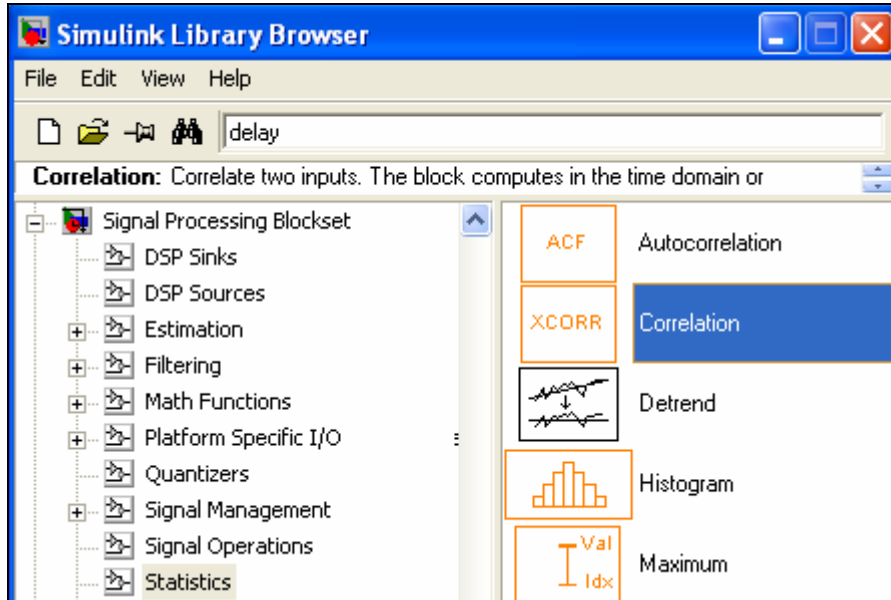 Simulink Library Browser
File Edit View Help
delay
Correlation: Correlate two inputs. The block computes in the time domain or
Signal Processing Blockset
DSP Sinks
DSP Sources
Estimation
Filtering
Math Functions
Platform Specific I/O
Quantizers
Signal Management
Signal Operations
Statistics
ACF Autocorrelation
XCORR Correlation
Detrend
Histogram
Val
Idx
Maximum